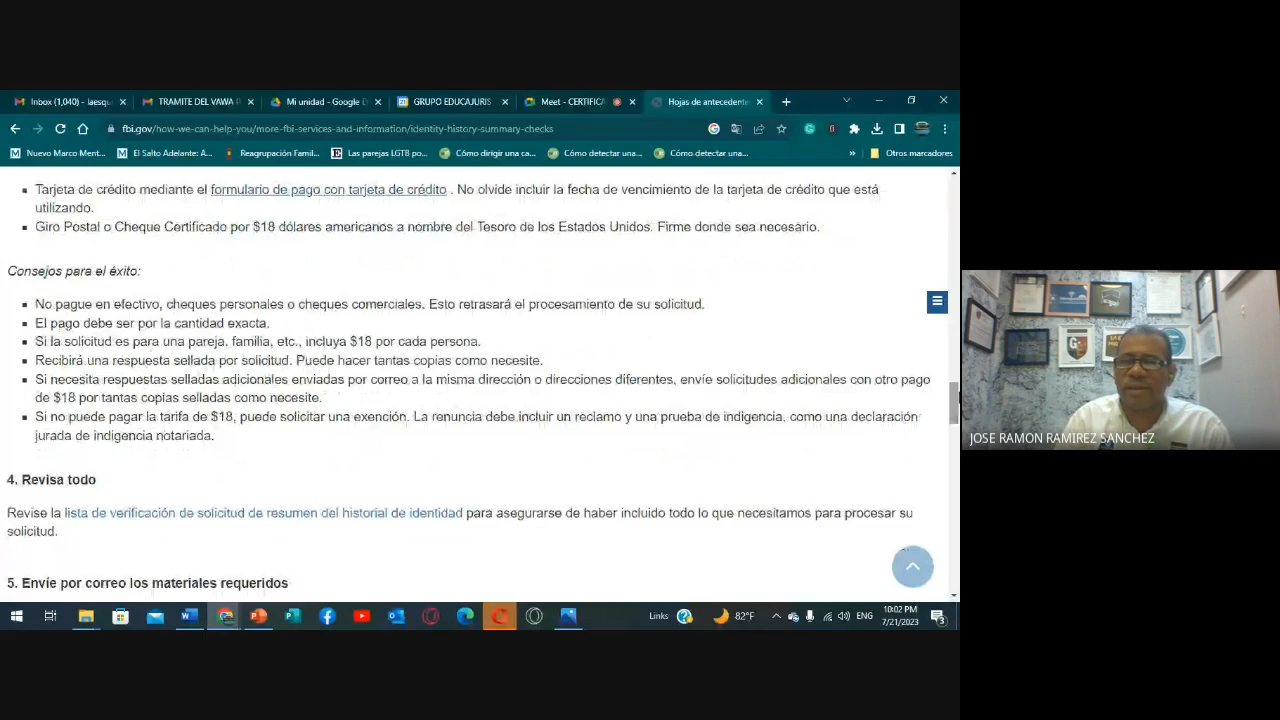 Inbox (1,040) - laesqu
TRAMITE DEL VAWA
Mi unidad - Google
GRUPO EDUCAJURIS
Meet - CERTIFICA
Hojas de antecedente
fbi.gov/how-we-can-help-you/more-fbi-services-and-information/identity-history-summary-checks
Nuevo Marco Ment...
El Salto Adelante: A...
Reagrupación Famil...
Las parejas LGTB po...
Cómo dirigir una ca...
Cómo detectar una...
Cómo detectar una...
Otros marcadores
Tarjeta de crédito mediante el formulario de pago con tarjeta de crédito . No olvide incluir la fecha de vencimiento de la tarjeta de crédito que está
utilizando.
Giro Postal o Cheque Certificado por $18 dólares americanos a nombre del Tesoro de los Estados Unidos. Firme donde sea necesario.
Consejos para el éxito:
No pague en efectivo, cheques personales o cheques comerciales. Esto retrasará el procesamiento de su solicitud.
El pago debe ser por la cantidad exacta.
Si la solicitud es para una pareja, familia, etc., incluya $18 por cada persona.
Recibirá una respuesta sellada por solicitud. Puede hacer tantas copias como necesite.
Si necesita respuestas selladas adicionales enviadas por correo a la misma dirección o direcciones diferentes, envíe solicitudes adicionales con otro pago
de $18 por tantas copias selladas como necesite.
Si no puede pagar la tarifa de $18, puede solicitar una exención. La renuncia debe incluir un reclamo y una prueba de indigencia, como una declaración
jurada de indigencia notariada.
4. Revisa todo
Revise la lista de verificación de solicitud de resumen del historial de identidad para asegurarse de haber incluido todo lo que necesitamos para procesar su
solicitud.
5. Envíe por correo los materiales requeridos
Links
82°F
ENG
10:02 PM
7/21/2023
3
JOSE RAMON RAMIREZ SANCHEZ